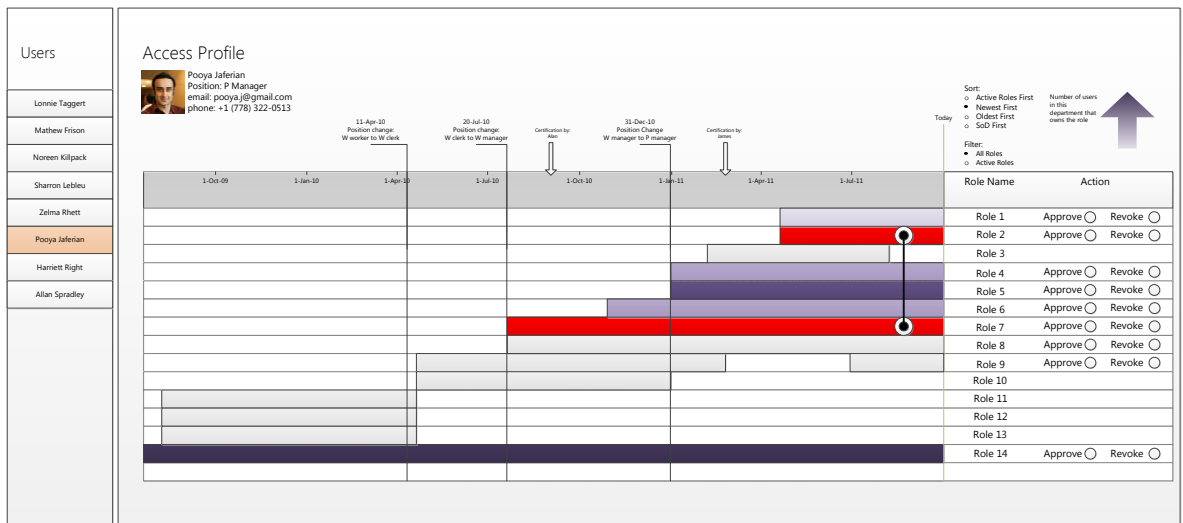 Users
Lonnie Taggert
Mathew Frison
Noreen Killpack
Sharron Lebleu
Zelma Rhett
Pooya Jaferian
Harriett Right
Allan Spradley
Access Profile
Pooya Jaferian
Position: P Manager
email: pooya.j@gmail.com
phone: +1 (778) 322-0513
11-Apr-10
Position change:
W worker to W clerk
20-Jul-10
Position change:
W clerk to W manager
Certification by:
Alan
31-Dec-10
Position Change
W manager to P manager
Certification by:
James
Today
Sort:
Active Roles First
Newest First
Oldest First
SoD First
Filter:
All Roles
Active Roles
Number of users
in this
department that
owns the role
1-Oct-09 1-Jan-10 1-Apr-10 1-Jul-10 1-Oct-10 1-Jan-11 1-Apr-11 1-Jul-11
Role Name Action
Role 1 Approve Revoke
Role 2 Approve Revoke
Role 3
Role 4 Approve Revoke
Role 5 Approve Revoke
Role 6 Approve Revoke
Role 7 Approve Revoke
Role 8 Approve Revoke
Role 9 Approve Revoke
Role 10
Role 11
Role 12
Role 13
Role 14 Approve Revoke